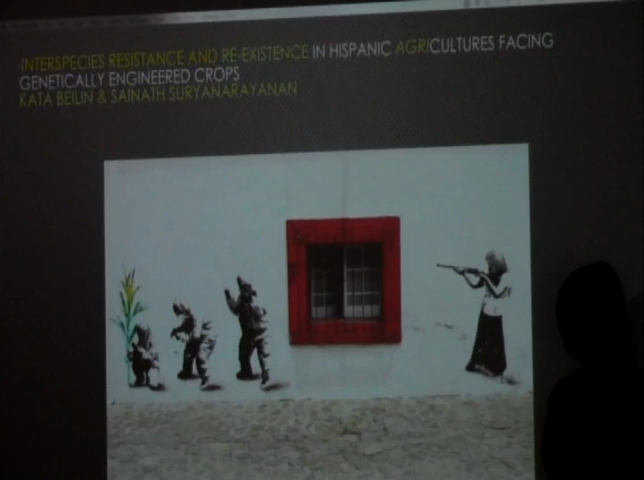 INTERSPECIES RESISTANCE AND RE-EXISTENCE IN HISPANIC AGRICULTURES FACING
GENETICALLY ENGINEERED CROPS
KATA BEILIN & SAINATH SURYANARAYANAN